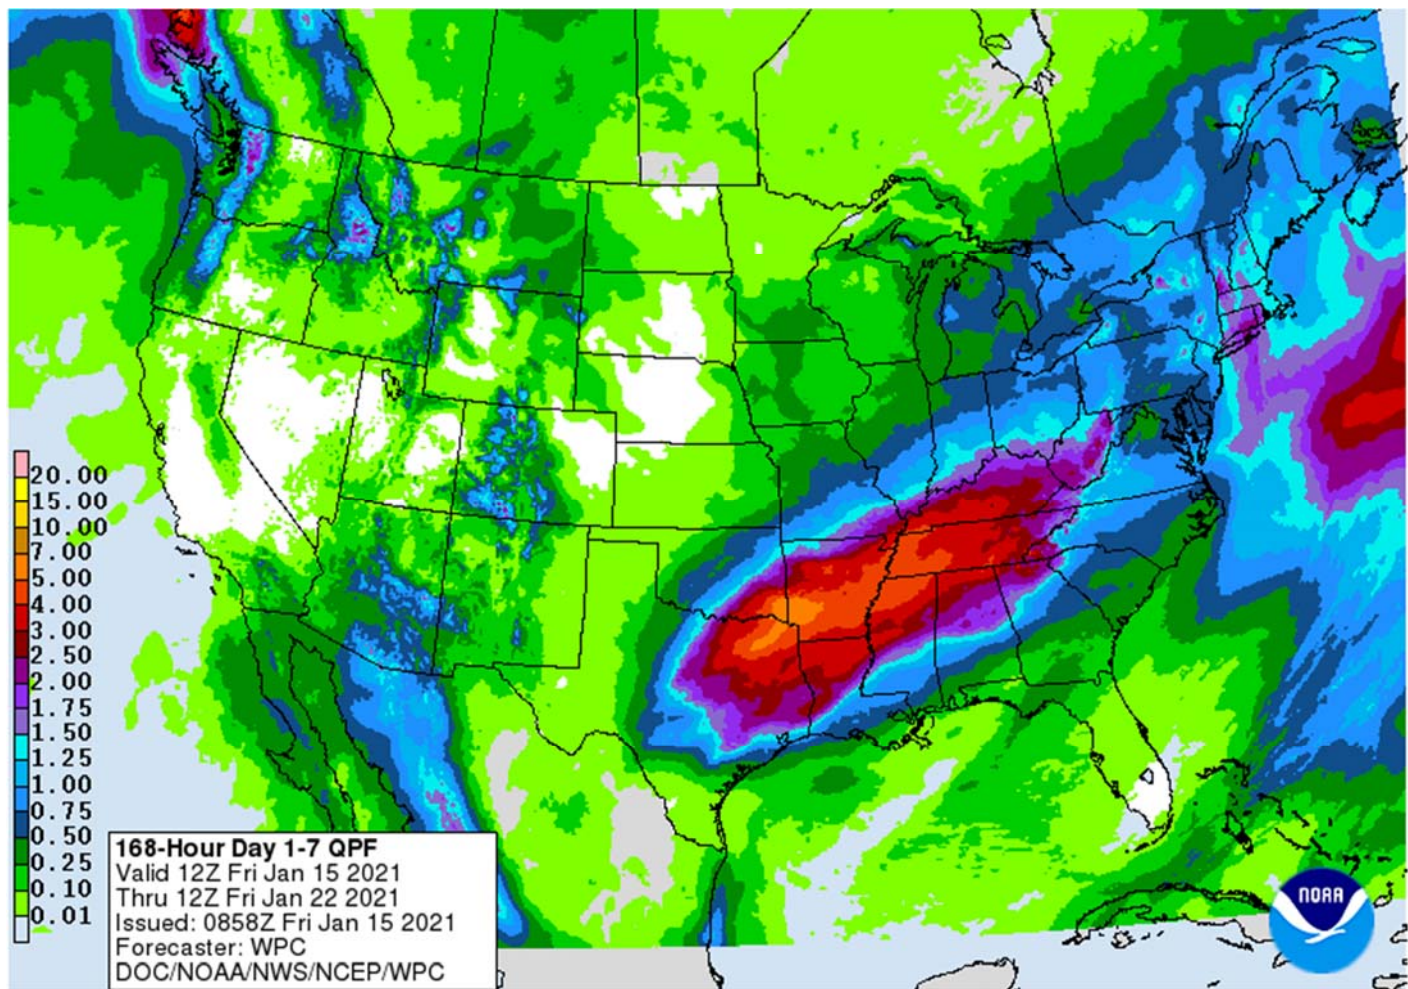 20.00
15.00
10.00
7.00
5.00
4.00
3.00
2.50
2.00
1.75
1.50
1.25
1.00
0.75
0.50
0.25
0.10
0.01
168-Hour Day 1-7 QPF
Valid 12Z Fri Jan 15 2021
Thru 12Z Fri Jan 22 2021
Issued: 0858Z Fri Jan 15 2021
Forecaster: WPC
DOC/NOAA/NWS/NCEP/WPC
NOAA